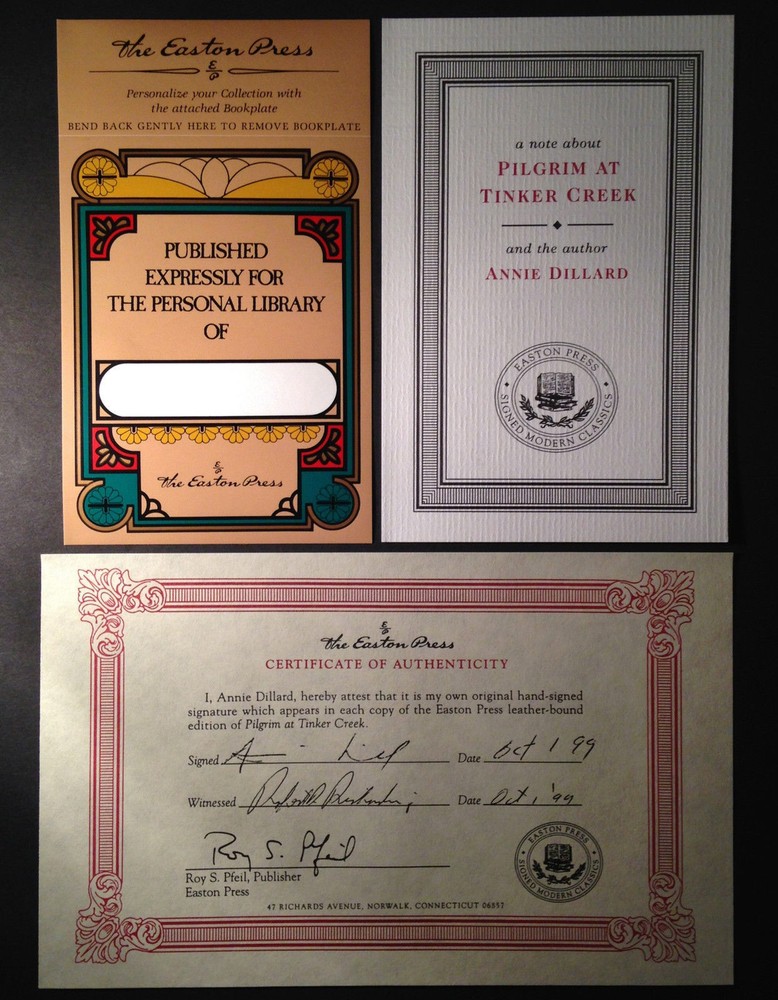 The Easton Press
E
P
Personalize your Collection with
the attached Bookplate
BEND BACK GENTLY HERE TO REMOVE BOOKPLATE
PUBLISHED
EXPRESSLY FOR
THE PERSONAL LIBRARY
OF
E
P
The Easton Press
a note about
PILGRIM AT
TINKER CREEK
and the author
ANNIE DILLARD
EASTON PRESS
SIGNED MODERN CLASSICS
E
P
The Easton Press
CERTIFICATE OF AUTHENTICITY
I, Annie Dillard, hereby attest that it is my own original hand-signed
signature which appears in each copy of the Easton Press leather-bound
edition of Pilgrim at Tinker Creek.
Signed Date Oct 1 99
Witnessed Date Oct 1, '99
Roy S. Pfeil
Roy S. Pfeil, Publisher
Easton Press
EASTON PRESS
SIGNED MODERN CLASSICS
47 RICHARDS AVENUE, NORWALK, CONNECTICUT 06857